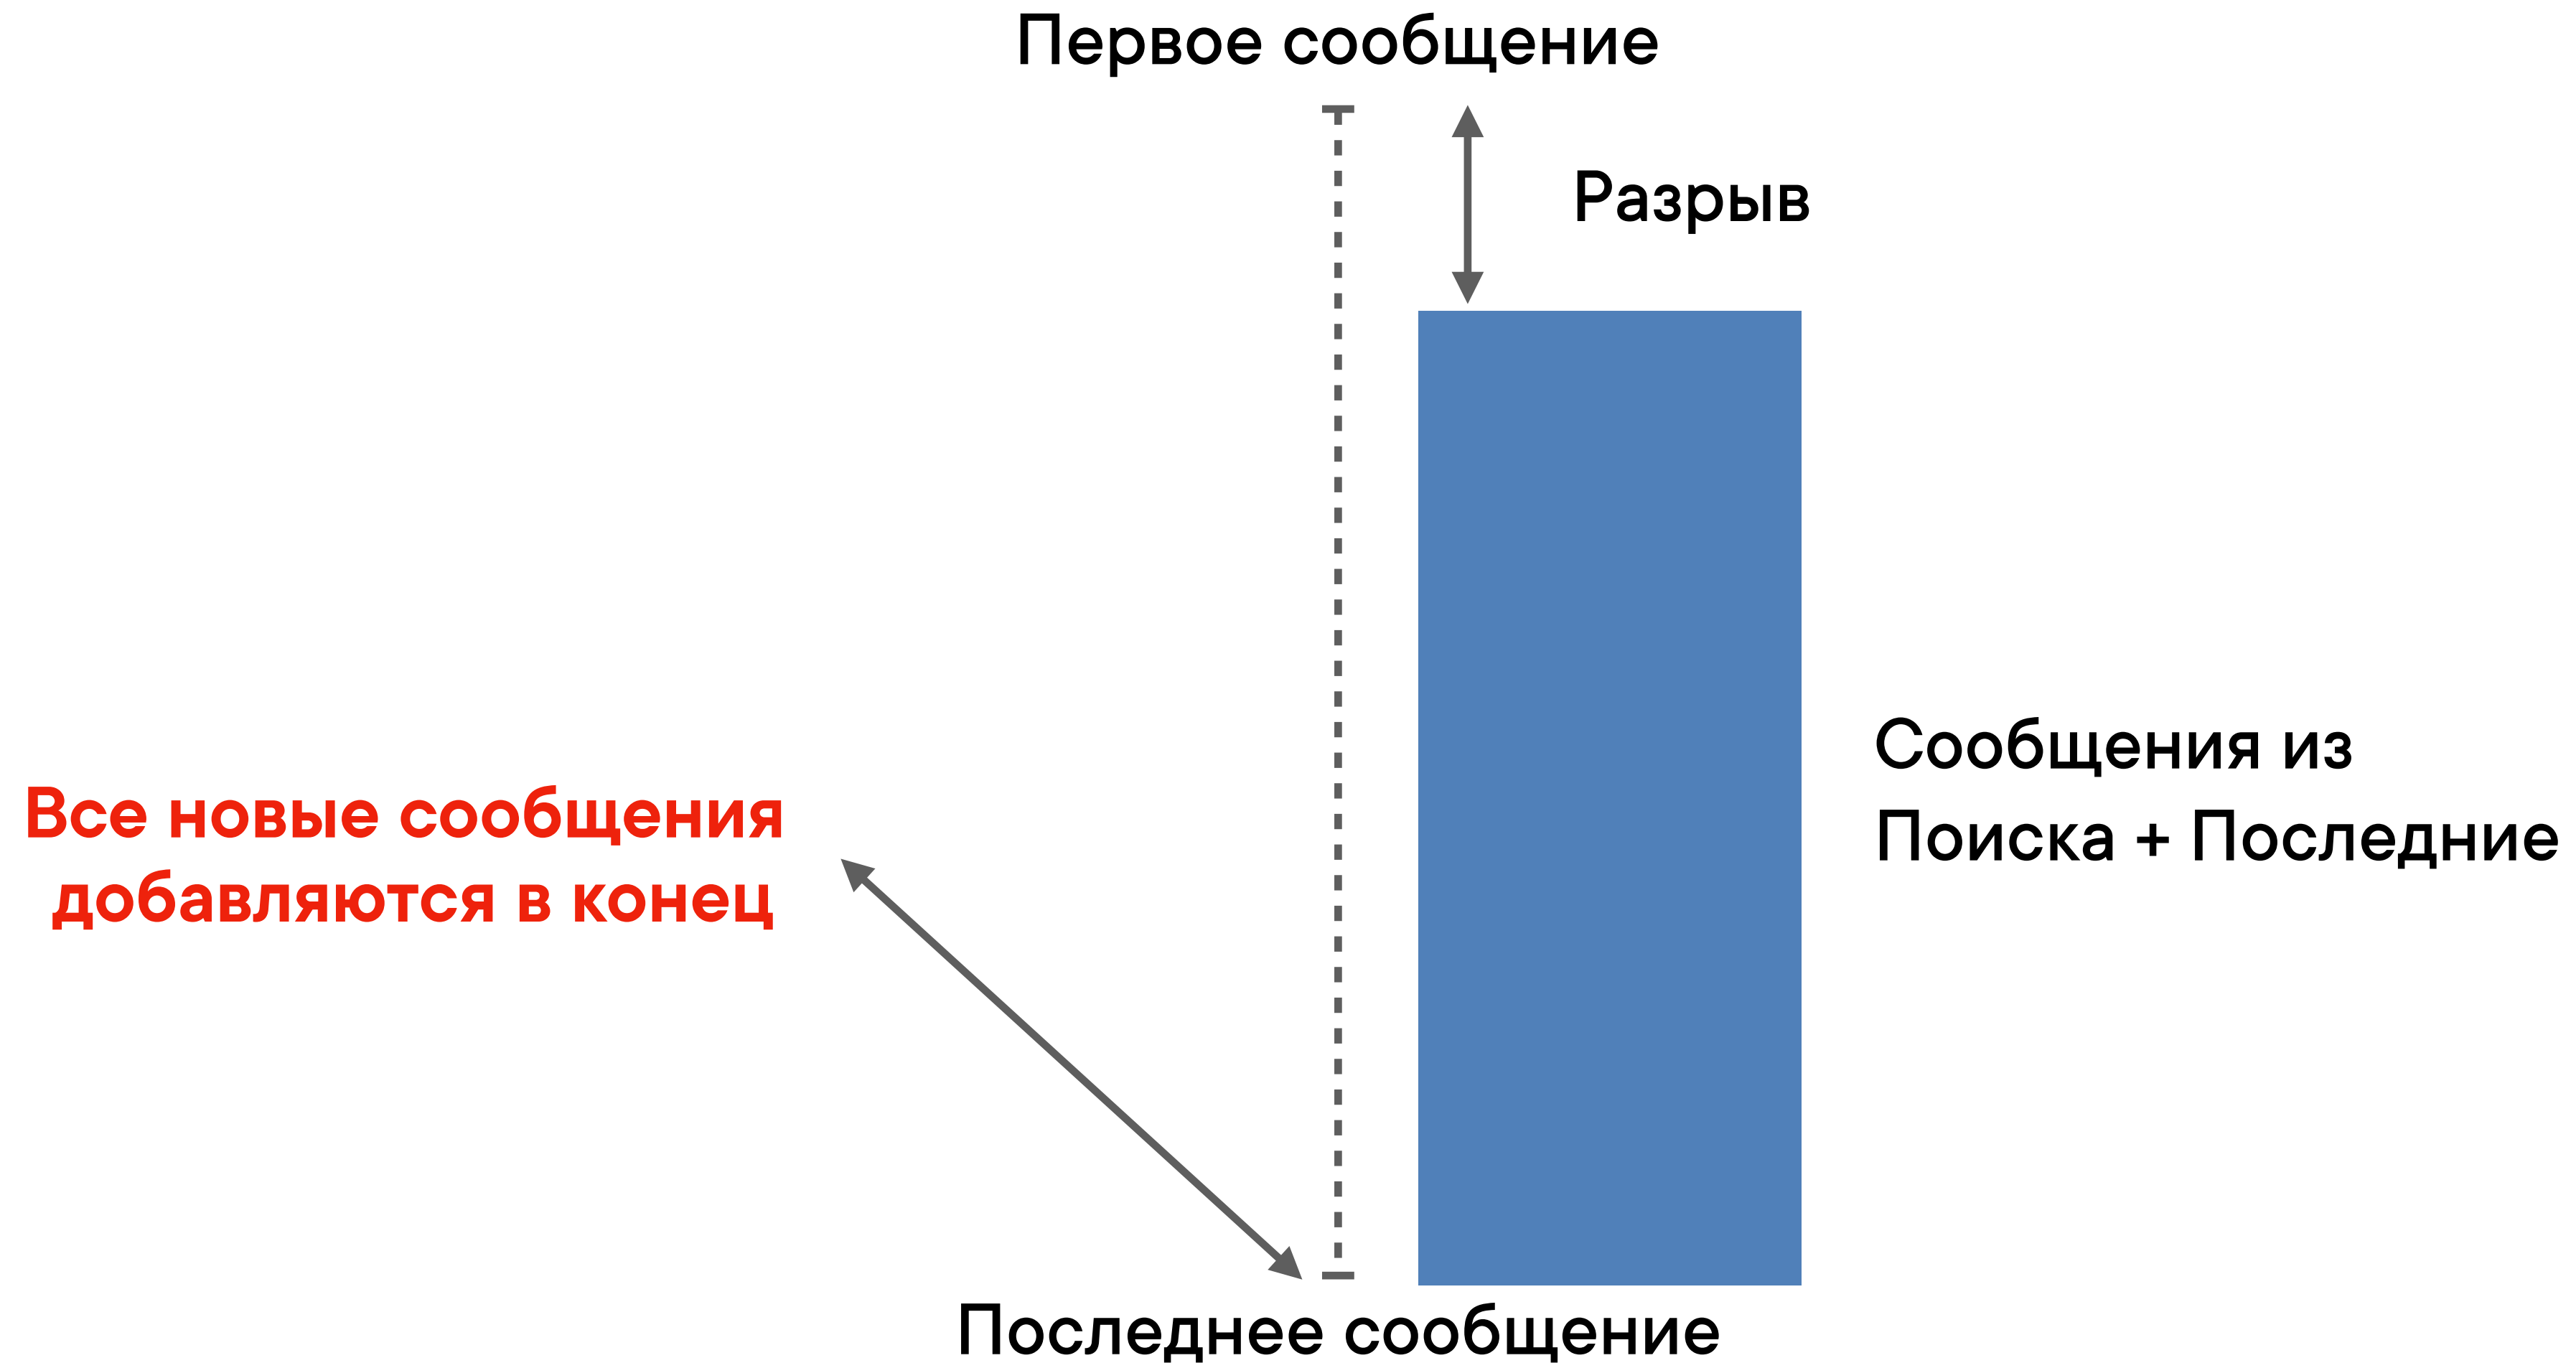 Первое сообщение
Разрыв
Сообщения из
Поиска + Последние
Все новые сообщения
добавляются в конец
Последнее сообщение